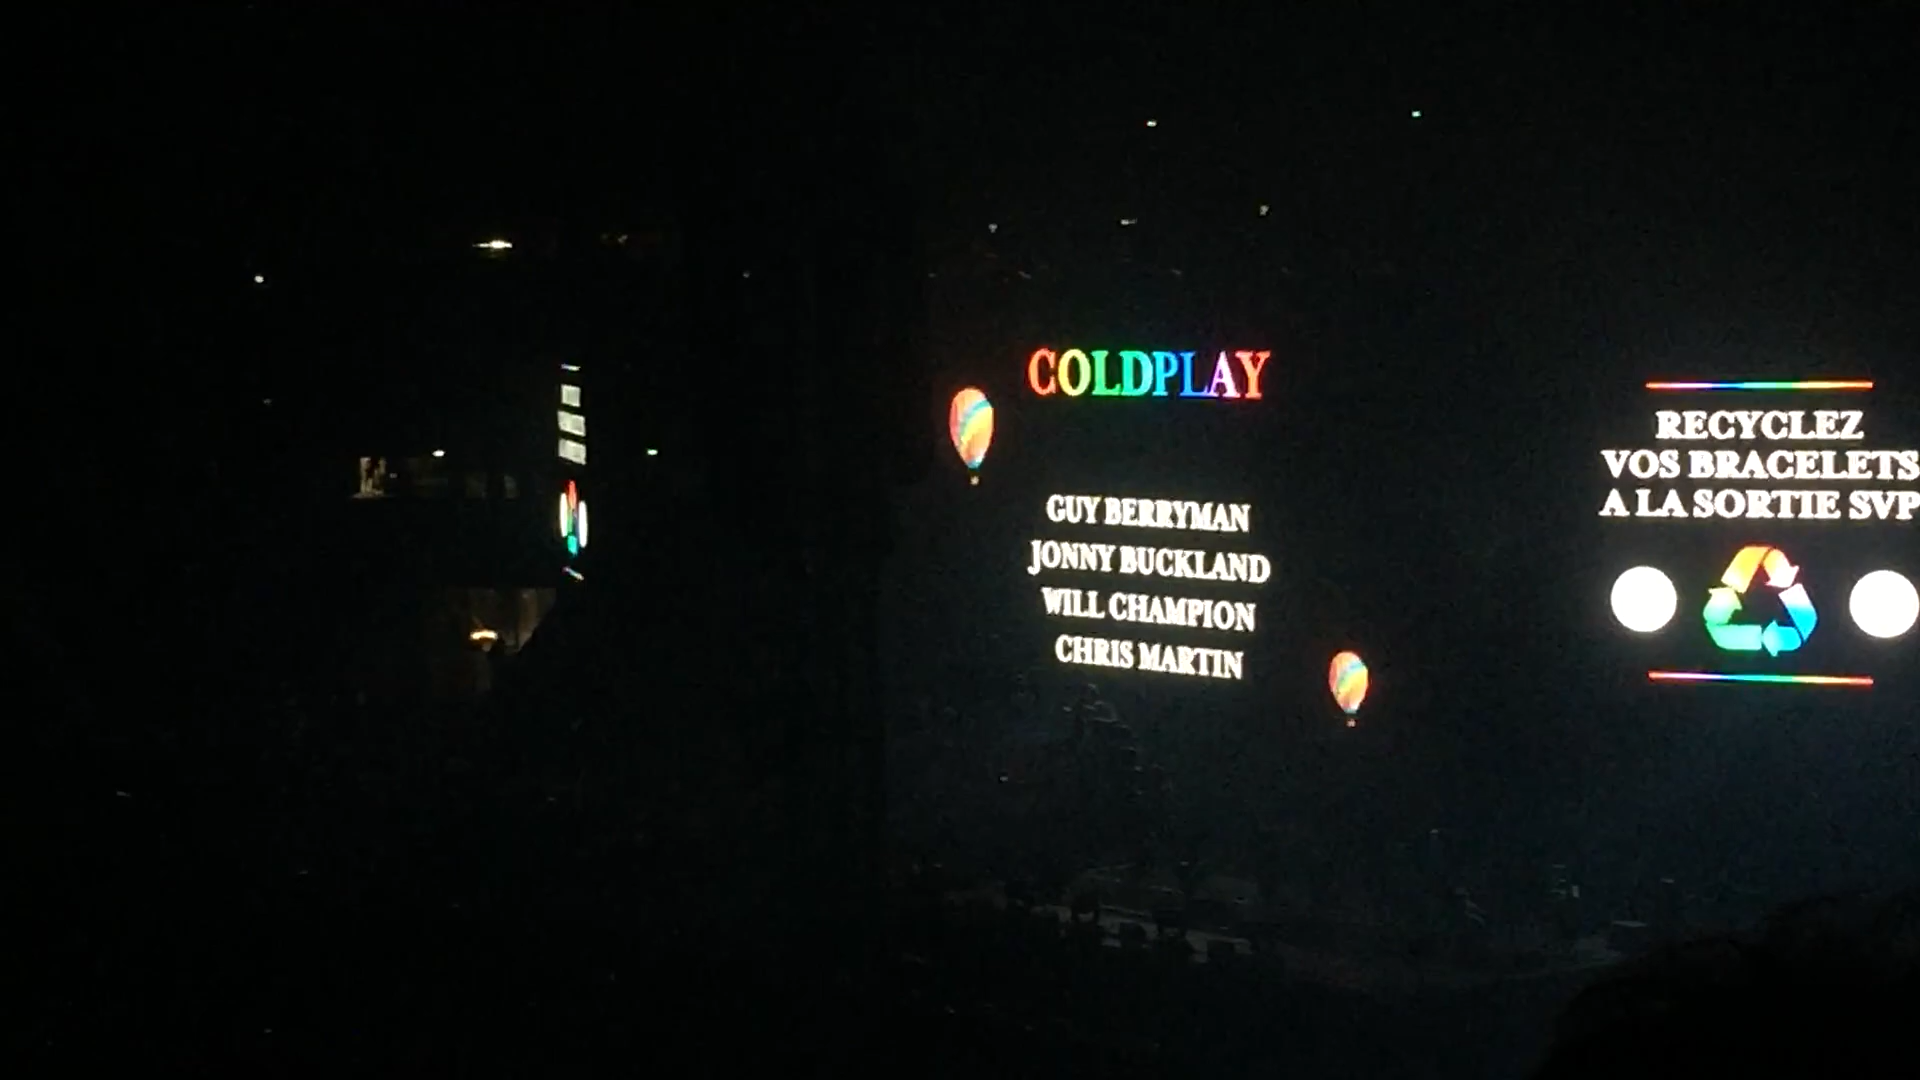 COLDPLAY
GUY BERRYMAN
JONNY BUCKLAND
WILL CHAMPION
CHRIS MARTIN
RECYCLEZ
VOS BRACELETS
A LA SORTIE SVP